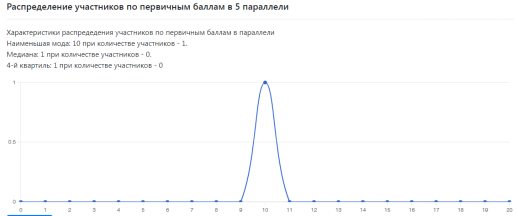 Распределение участников по первичным баллам в 5 параллели
Характеристики распределения участников по первичным баллам в параллели
Наименьшая мода: 10 при количестве участников - 1.
Медиана: 1 при количестве участников - 0.
4-й квартиль: 1 при количестве участников - 0
1
0.5
0
0 1 2 3 4 5 6 7 8 9 10 11 12 13 14 15 16 17 18 19 20